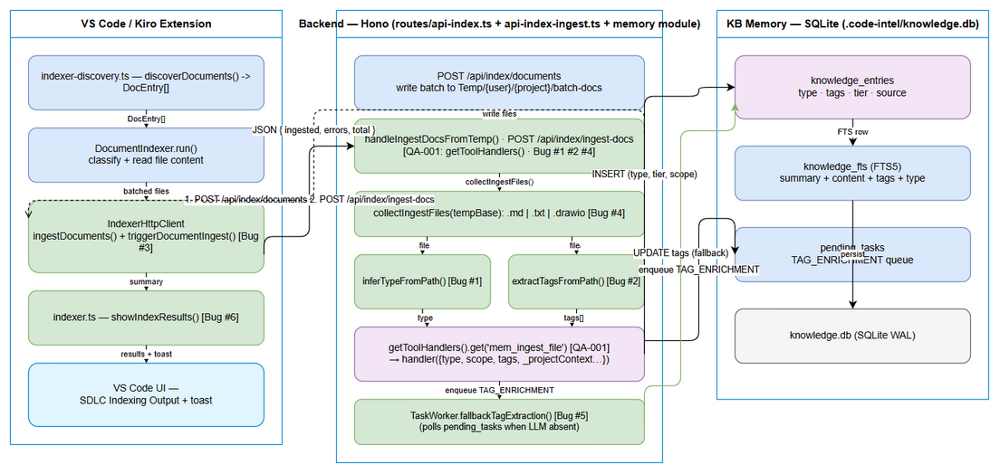 VS Code / Kiro Extension
indexer-discovery.ts — discoverDocuments() ->
DocEntry[]
DocEntry[]
DocumentIndexer.run()
classify + read file content
batched files
1. POST /api/index/documents 2. POST /api/index/ingest-docs
IndexerHttpClient
ingestDocuments() + triggerDocumentIngest() [Bug
#3]
summary
indexer.ts — showIndexResults() [Bug #6]
results + toast
VS Code UI —
SDLC Indexing Output + toast
Backend — Hono (routes/api-index.ts + api-index-ingest.ts + memory module)
POST /api/index/documents
write batch to Temp/{user}/{project}/batch-docs
write files
JSON { ingested, errors, total }
handleIngestDocsFromTemp() · POST /api/index/ingest-docs
[QA-001: getToolHandlers() · Bug #1 #2 #4]
collectIngestFiles()
INSERT (type, tier, scope)
collectIngestFiles(tempBase): .md | .txt | .drawio [Bug #4]
file
file
inferTypeFromPath() [Bug #1]
extractTagsFromPath() [Bug #2]
type
tags[]
getToolHandlers().get('mem_ingest_file') [QA-001]
→ handler({type, scope, tags, _projectContext…})
enqueue TAG_ENRICHMENT
TaskWorker.fallbackTagExtraction() [Bug #5]
(polls pending_tasks when LLM absent)
UPDATE tags (fallback)
enqueue TAG_ENRICHMENT
KB Memory — SQLite (.code-intel/knowledge.db)
knowledge_entries
type · tags · tier · source
FTS row
knowledge_fts (FTS5)
summary + content + tags + type
pending_tasks
persist
TAG_ENRICHMENT queue
knowledge.db (SQLite WAL)